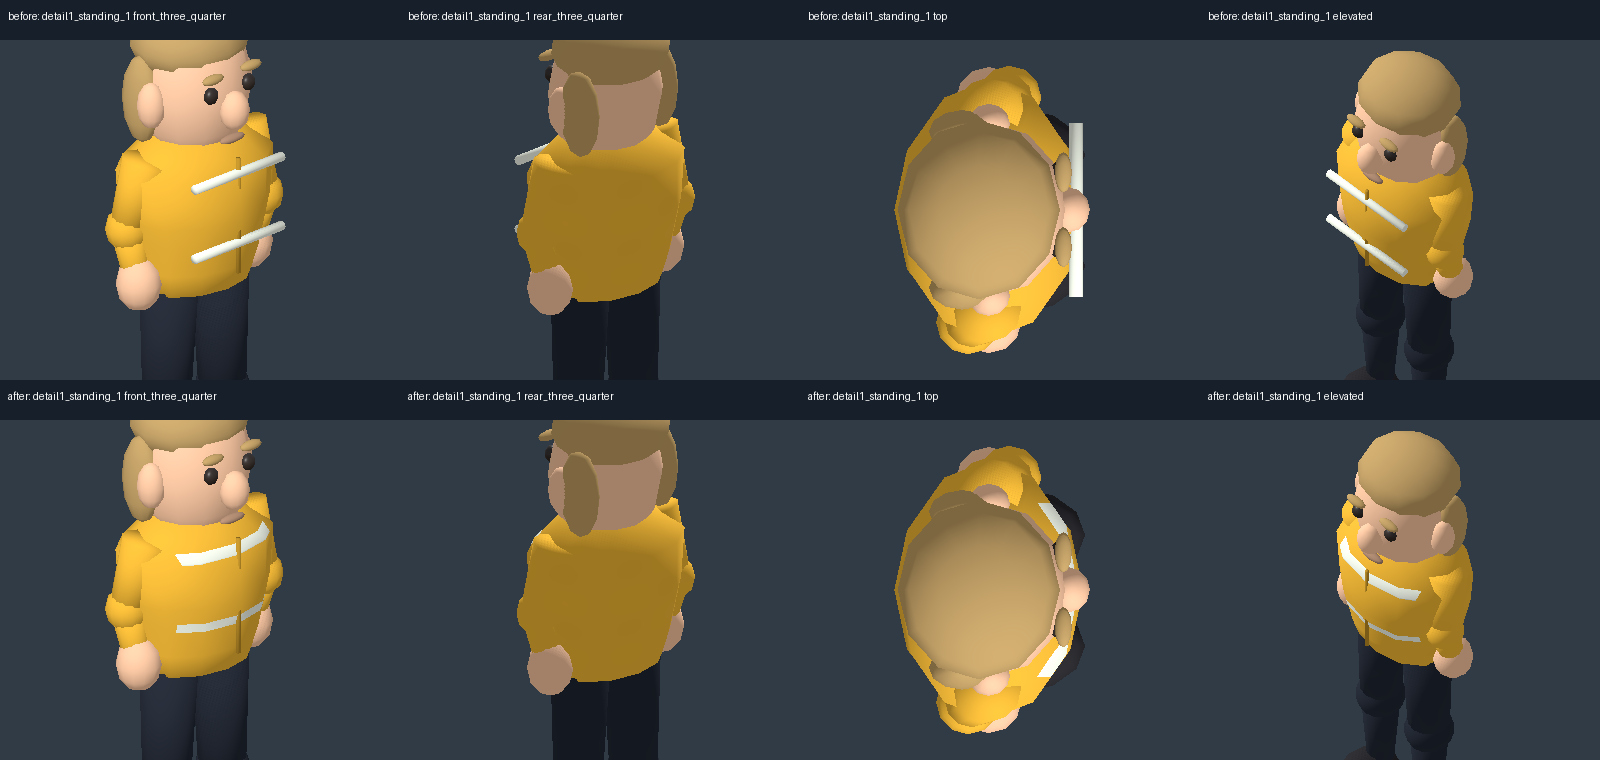 before: detail1_standing_1 front_three_quarter
before: detail1_standing_1 rear_three_quarter
before: detail1_standing_1 top
before: detail1_standing_1 elevated
after: detail1_standing_1 front_three_quarter
after: detail1_standing_1 rear_three_quarter
after: detail1_standing_1 top
after: detail1_standing_1 elevated